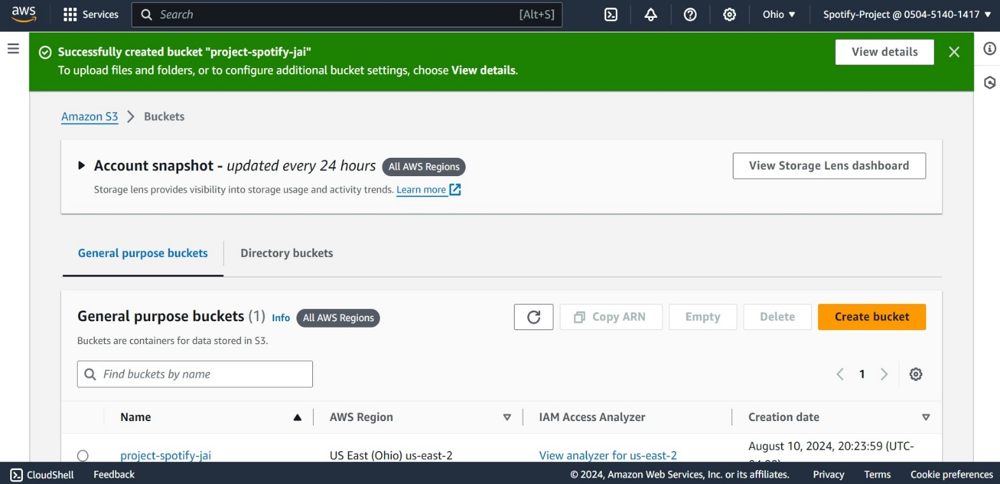 aws
Services
Search [Alt+S]
Ohio ▼
Spotify-Project @ 0504-5140-1417 ▼
Successfully created bucket "project-spotify-jai"
To upload files and folders, or to configure additional bucket settings, choose View details.
View details
Amazon S3 > Buckets
Account snapshot - updated every 24 hours All AWS Regions
Storage lens provides visibility into storage usage and activity trends. Learn more
View Storage Lens dashboard
General purpose buckets
Directory buckets
General purpose buckets (1) Info All AWS Regions
Buckets are containers for data stored in S3.
Copy ARN
Empty
Delete
Create bucket
Find buckets by name
1
Name
AWS Region
IAM Access Analyzer
Creation date
project-spotify-jai
US East (Ohio) us-east-2
View analyzer for us-east-2
August 10, 2024, 20:23:59 (UTC-
CloudShell
Feedback
© 2024, Amazon Web Services, Inc. or its affiliates.
Privacy
Terms
Cookie preferences